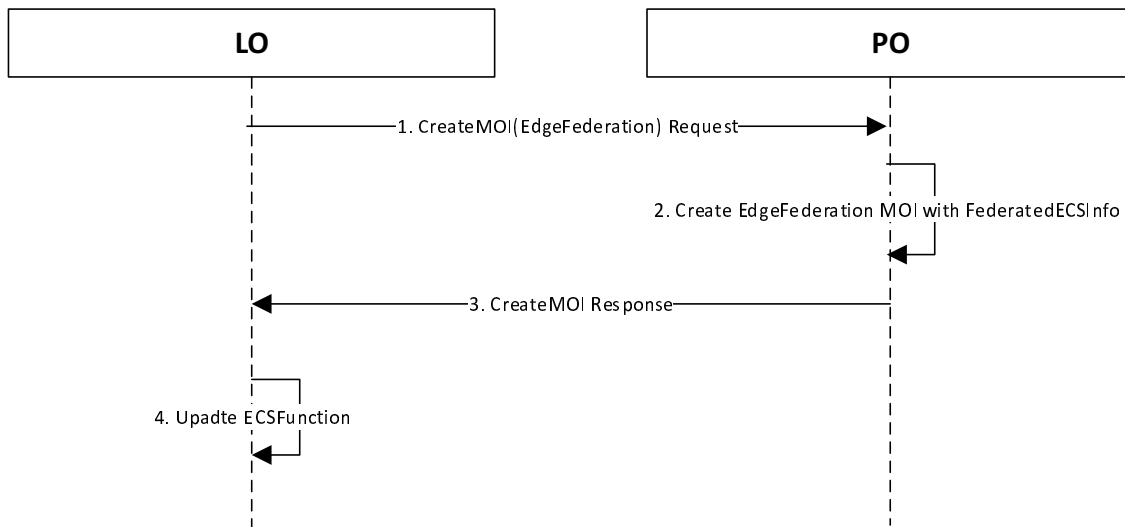 LO
PO
1. CreateMOI(EdgeFederation) Request
2. Create EdgeFederation MOI with FederatedECSInfo
3. CreateMOI Response
4. Upadte ECSFunction